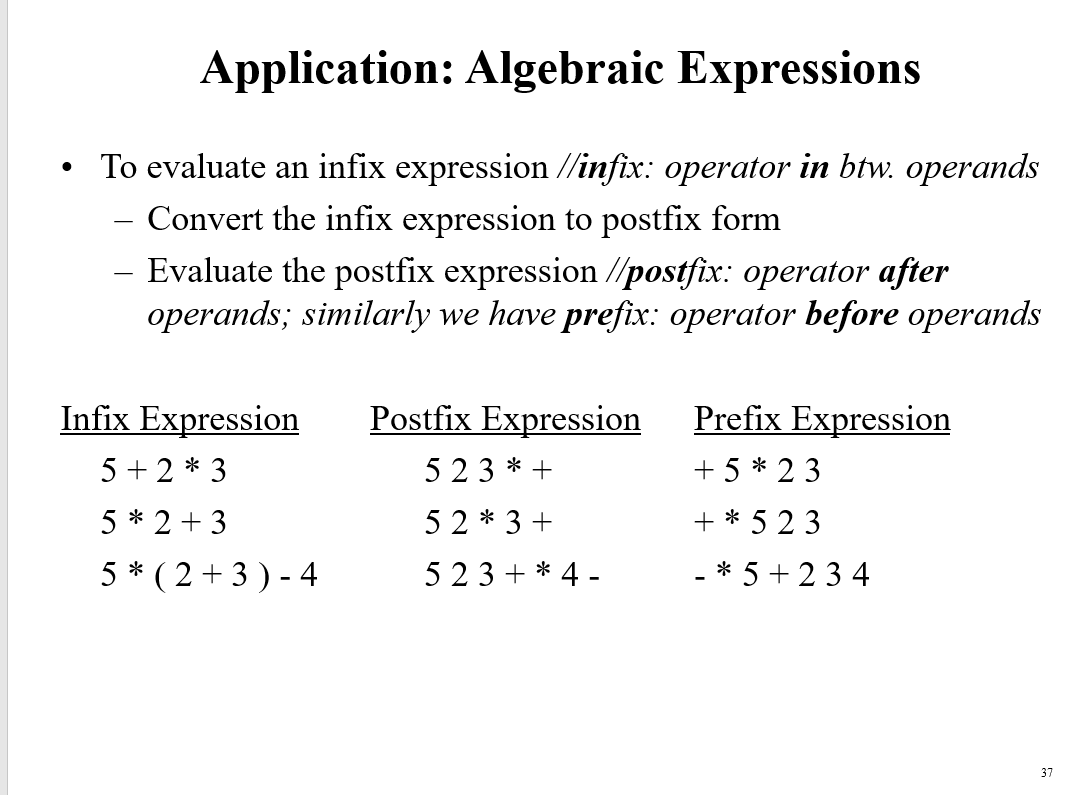 Application: Algebraic Expressions
• To evaluate an infix expression //infix: operator in btw. operands
– Convert the infix expression to postfix form
– Evaluate the postfix expression //postfix: operator after
operands; similarly we have prefix: operator before operands
Infix Expression Postfix Expression Prefix Expression
5 + 2 * 3 5 2 3 * + + 5 * 2 3
5 * 2 + 3 5 2 * 3 + + * 5 2 3
5 * ( 2 + 3 ) - 4 5 2 3 + * 4 - - * 5 + 2 3 4
37